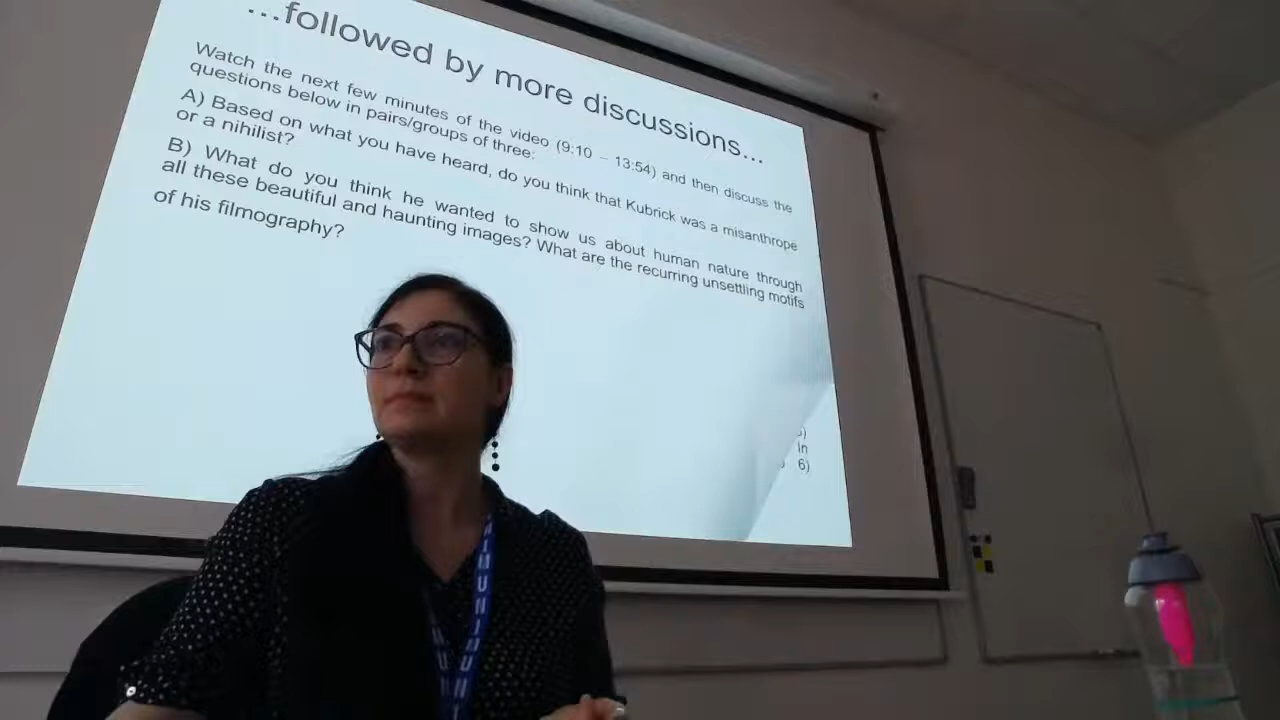 ...followed by more discussions...
Watch the next few minutes of the video (9:10 – 13:54) and then discuss the
questions below in pairs/groups of three:
A) Based on what you have heard, do you think that Kubrick was a misanthrope
or a nihilist?
B) What do you think he wanted to show us about human nature through
all these beautiful and haunting images? What are the recurring unsettling motifs
of his filmography?
In
6)